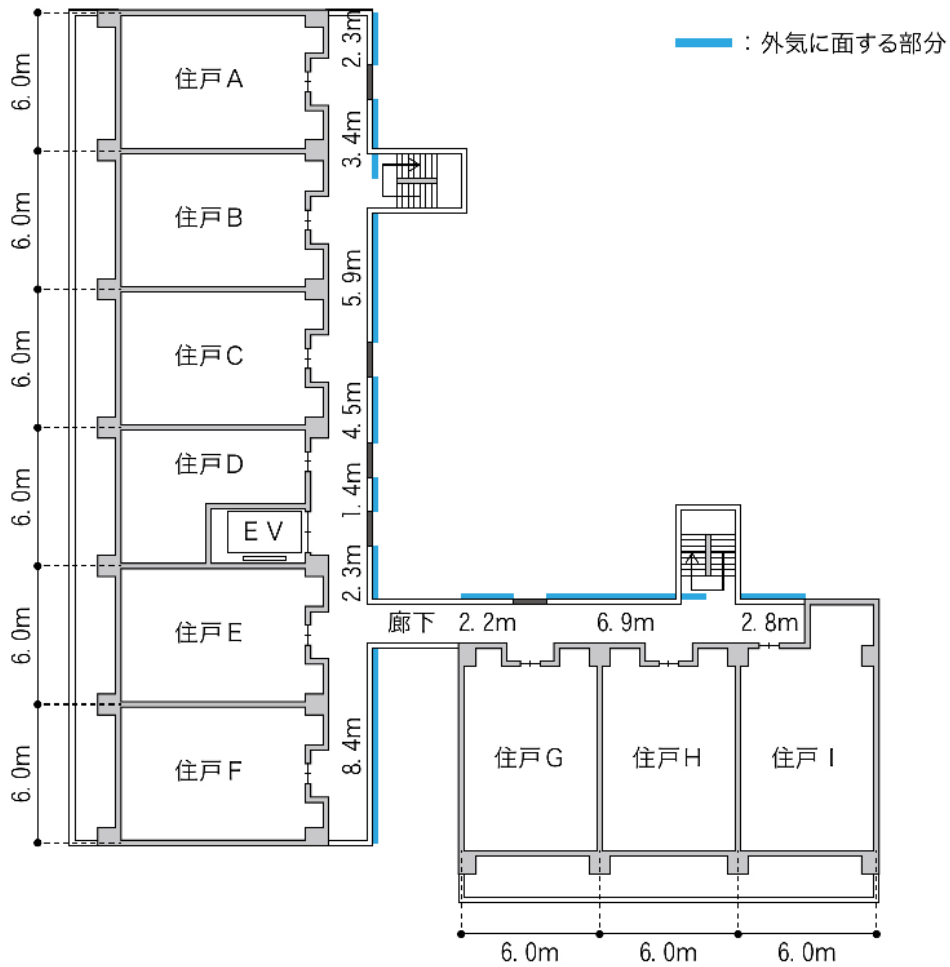 ：外気に面する部分
2.3m
6.0m
住戸A
3.4m
6.0m
住戸B
5.9m
6.0m
住戸C
4.5m
6.0m
住戸D
1.4m
EV
2.3m
6.0m
住戸E
廊下
2.2m
6.9m
2.8m
6.0m
住戸F
8.4m
住戸G
住戸H
住戸I
6.0m
6.0m
6.0m